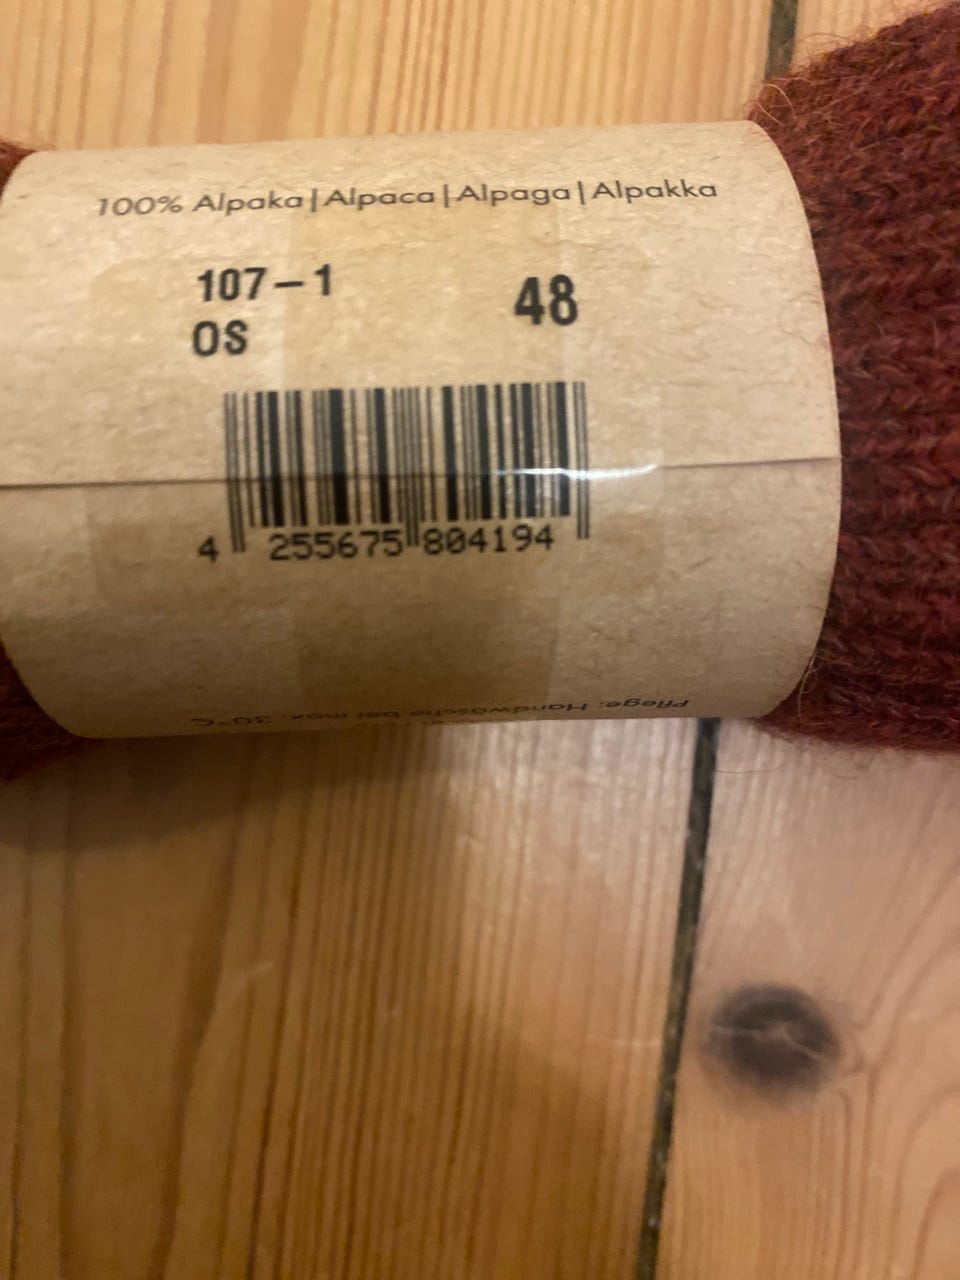 100% Alpaka|Alpaca|Alpaga|Alpakka
107-1
48
OS
4 255675 804194
Pflege: Handwäsche bei max. 30°C